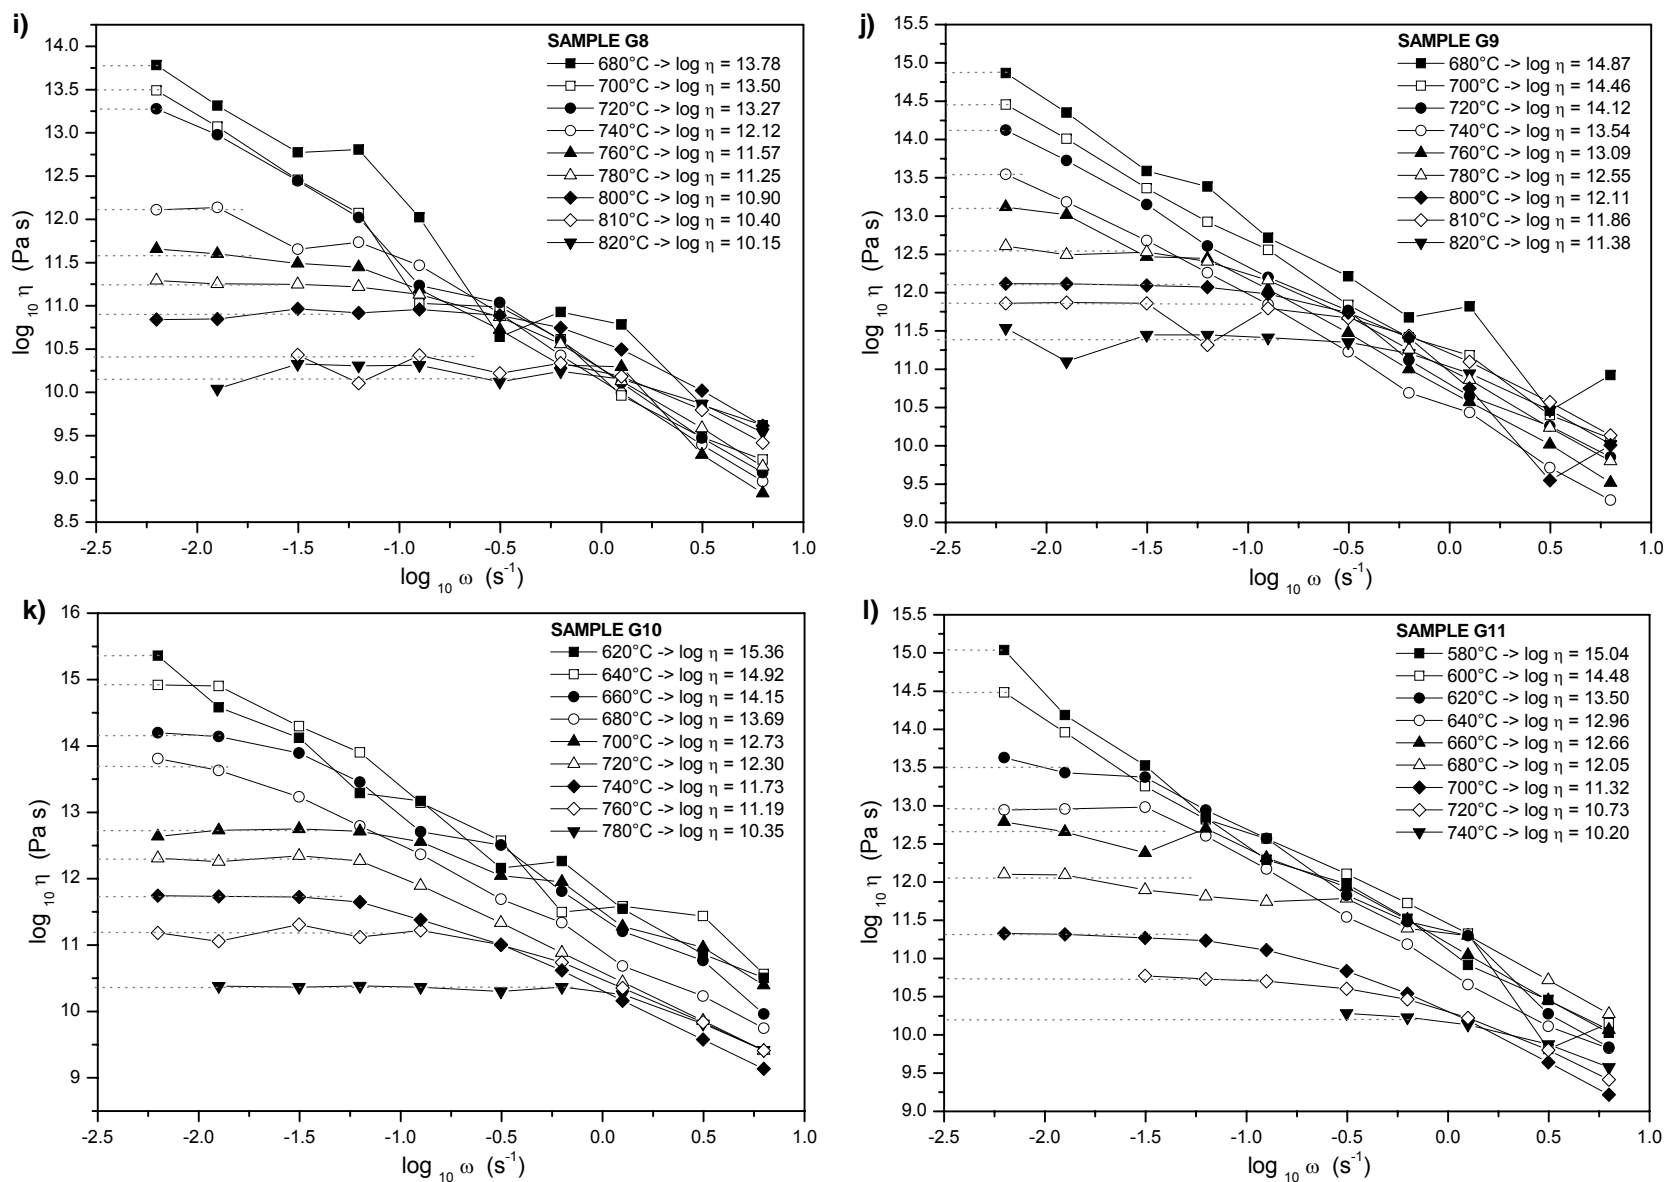 i)
SAMPLE G8
680°C -> log η = 13.78
700°C -> log η = 13.50
720°C -> log η = 13.27
740°C -> log η = 12.12
760°C -> log η = 11.57
780°C -> log η = 11.25
800°C -> log η = 10.90
810°C -> log η = 10.40
820°C -> log η = 10.15
14.0
13.5
13.0
12.5
12.0
11.5
11.0
10.5
10.0
9.5
9.0
8.5
log 10 η (Pa s)
-2.5 -2.0 -1.5 -1.0 -0.5 0.0 0.5 1.0
log 10 ω (s-1)
j)
SAMPLE G9
680°C -> log η = 14.87
700°C -> log η = 14.46
720°C -> log η = 14.12
740°C -> log η = 13.54
760°C -> log η = 13.09
780°C -> log η = 12.55
800°C -> log η = 12.11
810°C -> log η = 11.86
820°C -> log η = 11.38
15.5
15.0
14.5
14.0
13.5
13.0
12.5
12.0
11.5
11.0
10.5
10.0
9.5
9.0
log 10 η (Pa s)
-2.5 -2.0 -1.5 -1.0 -0.5 0.0 0.5 1.0
log 10 ω (s-1)
k)
SAMPLE G10
620°C -> log η = 15.36
640°C -> log η = 14.92
660°C -> log η = 14.15
680°C -> log η = 13.69
700°C -> log η = 12.73
720°C -> log η = 12.30
740°C -> log η = 11.73
760°C -> log η = 11.19
780°C -> log η = 10.35
16
15
14
13
12
11
10
9
log 10 η (Pa s)
-2.5 -2.0 -1.5 -1.0 -0.5 0.0 0.5 1.0
log 10 ω (s-1)
l)
SAMPLE G11
580°C -> log η = 15.04
600°C -> log η = 14.48
620°C -> log η = 13.50
640°C -> log η = 12.96
660°C -> log η = 12.66
680°C -> log η = 12.05
700°C -> log η = 11.32
720°C -> log η = 10.73
740°C -> log η = 10.20
15.5
15.0
14.5
14.0
13.5
13.0
12.5
12.0
11.5
11.0
10.5
10.0
9.5
9.0
log 10 η (Pa s)
-2.5 -2.0 -1.5 -1.0 -0.5 0.0 0.5 1.0
log 10 ω (s-1)